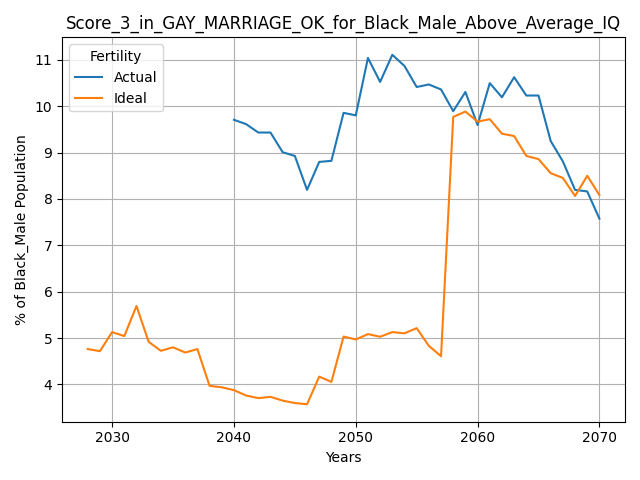 Score_3_in_GAY_MARRIAGE_OK_for_Black_Male_Above_Average_IQ
Fertility
Actual
Ideal
% of Black_Male Population
11
10
9
8
7
6
5
4
2030
2040
2050
2060
2070
Years